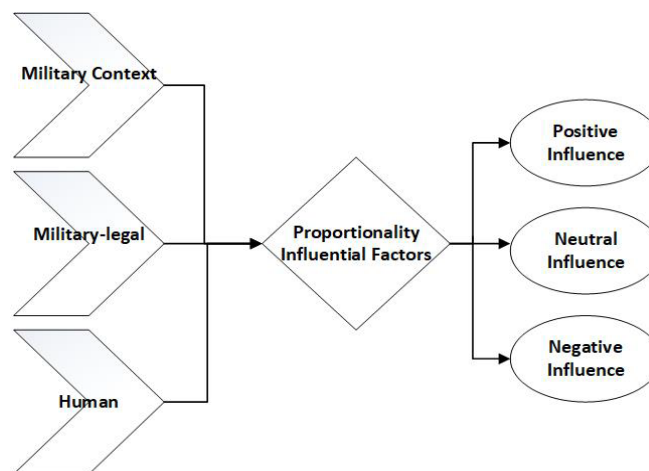 Military Context
Military-legal
Human
Proportionality
Influential Factors
Positive
Influence
Neutral
Influence
Negative
Influence